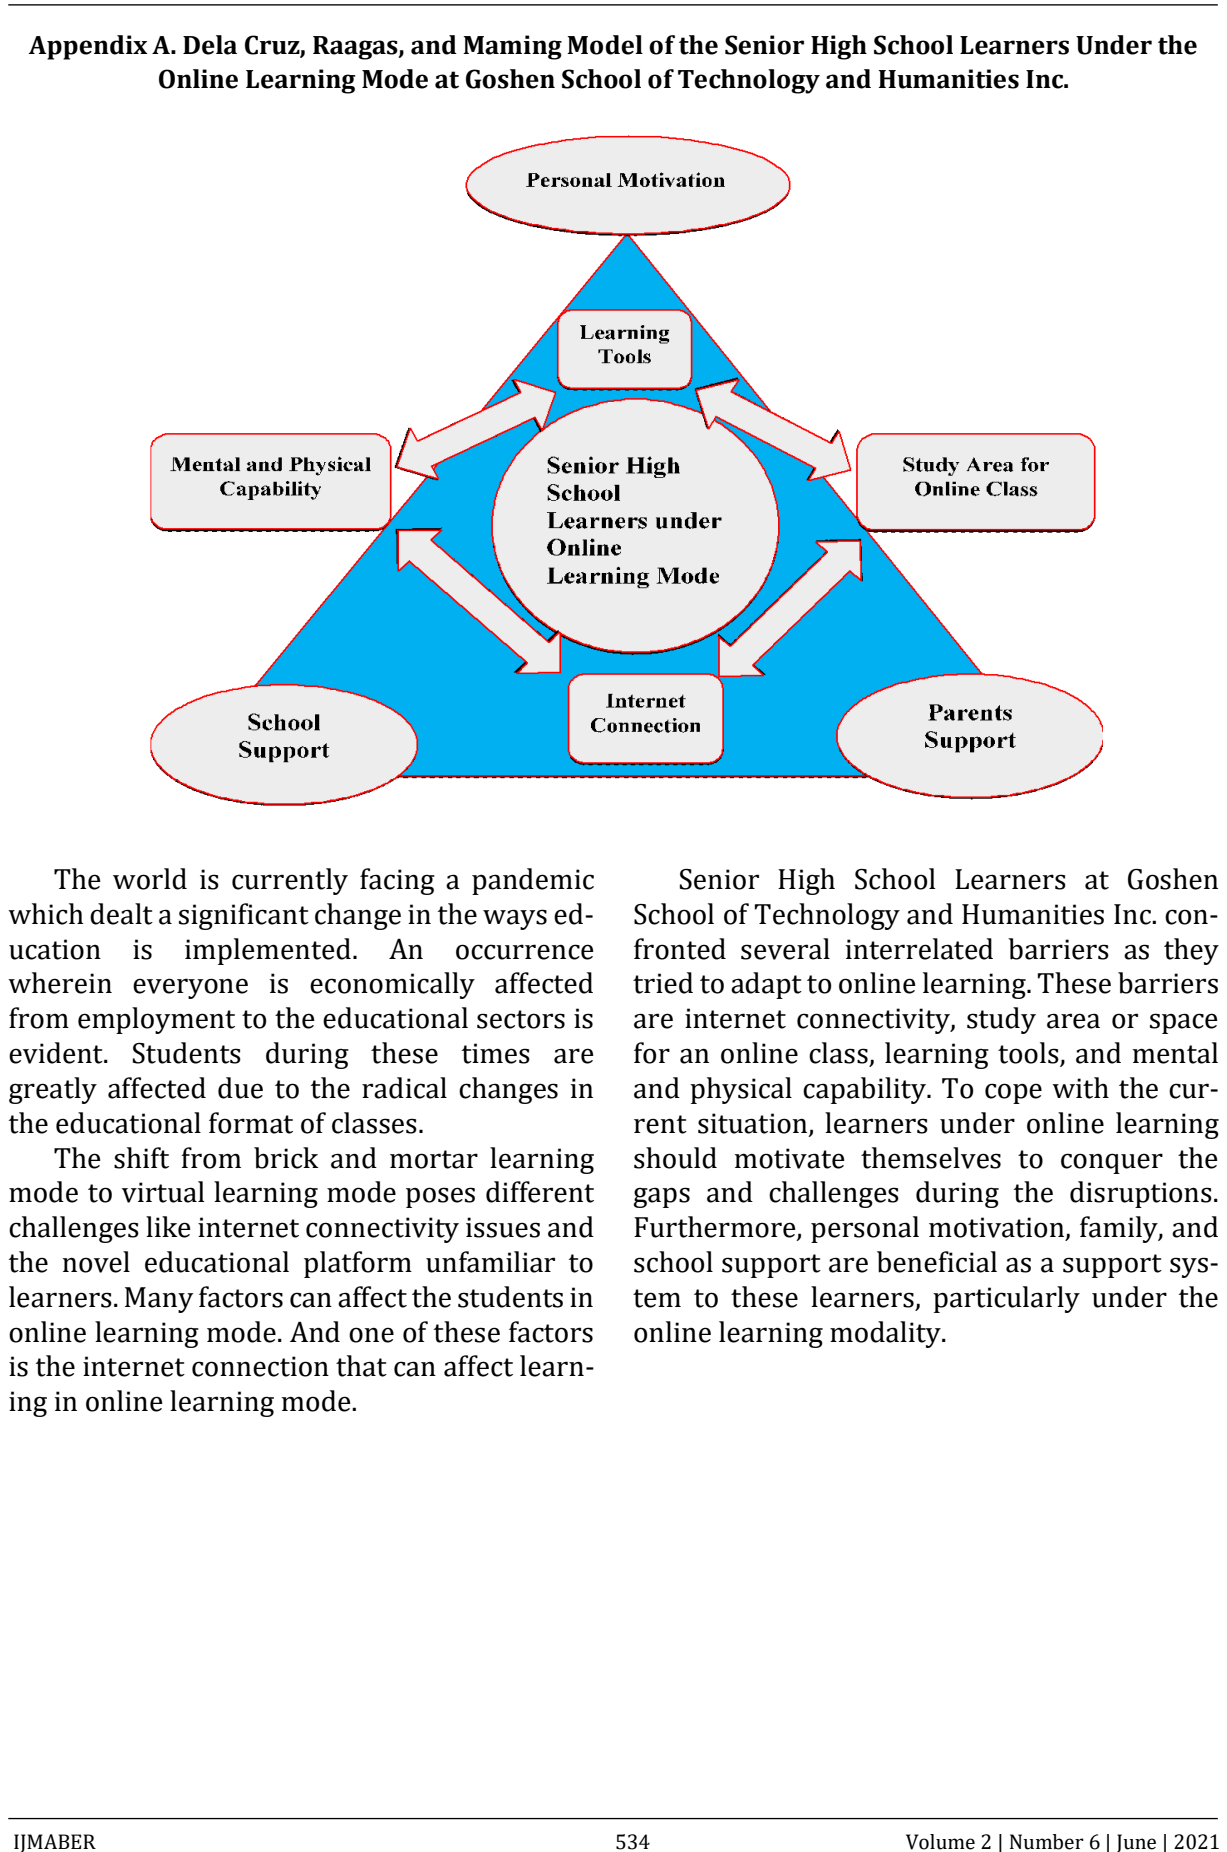 Appendix A. Dela Cruz, Raagas, and Maming Model of the Senior High School Learners Under the
Online Learning Mode at Goshen School of Technology and Humanities Inc.
Personal Motivation
Learning
Tools
Mental and Physical
Capability
Senior High
School
Learners under
Online
Learning Mode
Study Area for
Online Class
School
Support
Internet
Connection
Parents
Support
The world is currently facing a pandemic
which dealt a significant change in the ways ed-
ucation is implemented. An occurrence
wherein everyone is economically affected
from employment to the educational sectors is
evident. Students during these times are
greatly affected due to the radical changes in
the educational format of classes.
The shift from brick and mortar learning
mode to virtual learning mode poses different
challenges like internet connectivity issues and
the novel educational platform unfamiliar to
learners. Many factors can affect the students in
online learning mode. And one of these factors
is the internet connection that can affect learn-
ing in online learning mode.
Senior High School Learners at Goshen
School of Technology and Humanities Inc. con-
fronted several interrelated barriers as they
tried to adapt to online learning. These barriers
are internet connectivity, study area or space
for an online class, learning tools, and mental
and physical capability. To cope with the cur-
rent situation, learners under online learning
should motivate themselves to conquer the
gaps and challenges during the disruptions.
Furthermore, personal motivation, family, and
school support are beneficial as a support sys-
tem to these learners, particularly under the
online learning modality.
IJMABER
534
Volume 2 | Number 6 | June | 2021